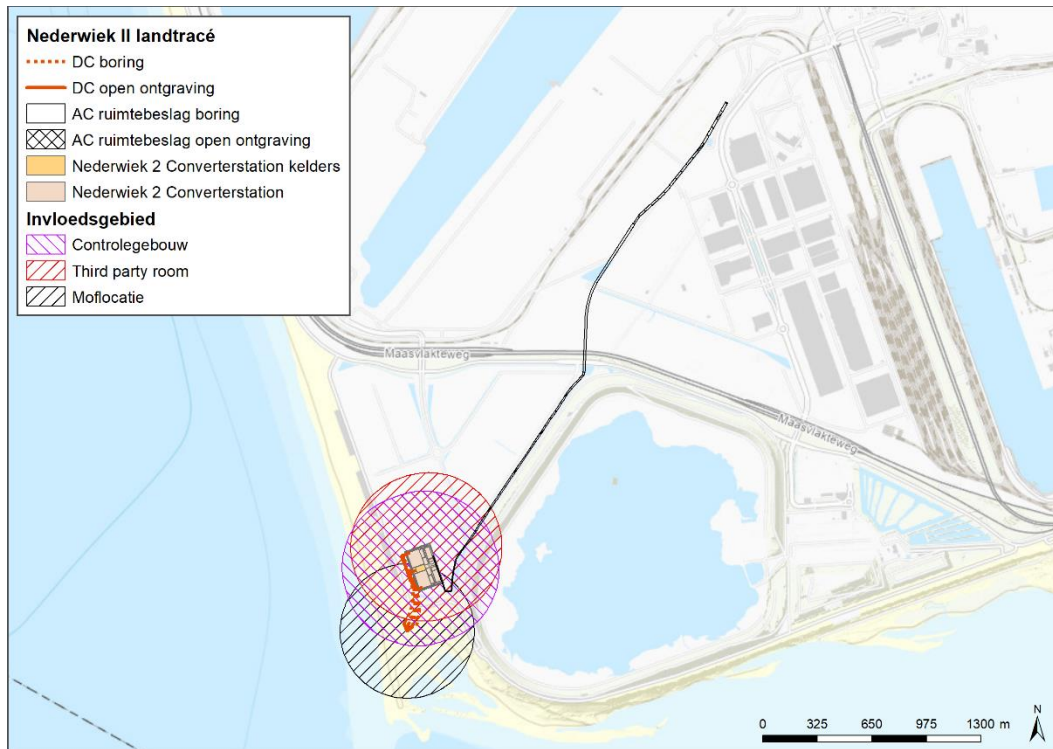 Nederwiek II landtracé
DC boring
DC open ontgraving
AC ruimtebeslag boring
AC ruimtebeslag open ontgraving
Nederwiek 2 Converterstation kelders
Nederwiek 2 Converterstation
Invloedsgebied
Controlegebouw
Third party room
Moflocatie
Maasvlakteweg
Maasvlakteweg
N
0 325 650 975 1300 m